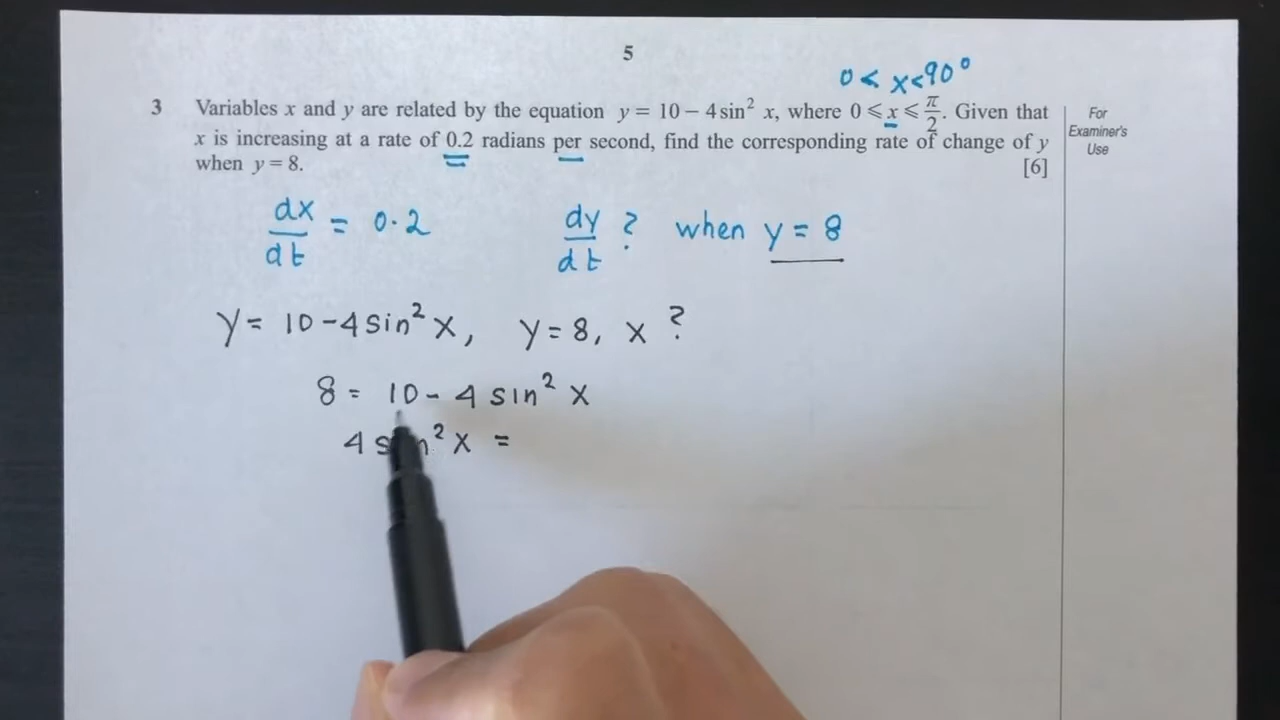 5
0 < x < 90°
3 Variables x and y are related by the equation y = 10 − 4 sin² x, where 0 ⩽ x ⩽ π/2. Given that
x is increasing at a rate of 0.2 radians per second, find the corresponding rate of change of y
when y = 8. [6]
For
Examiner's
Use
dx/dt = 0.2 dy/dt ? when y = 8
y = 10 − 4 sin² x, y = 8, x ?
8 = 10 − 4 sin² x
4 sin² x =